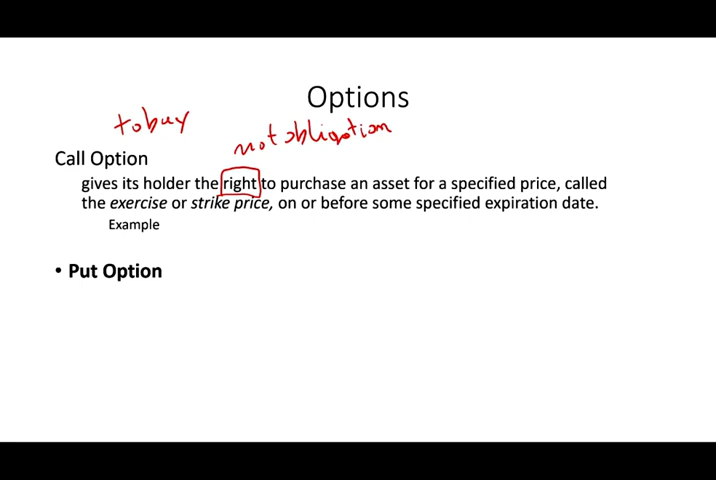 Options
to buy
not obligation
Call Option
gives its holder the right to purchase an asset for a specified price, called
the exercise or strike price, on or before some specified expiration date.
Example
• Put Option